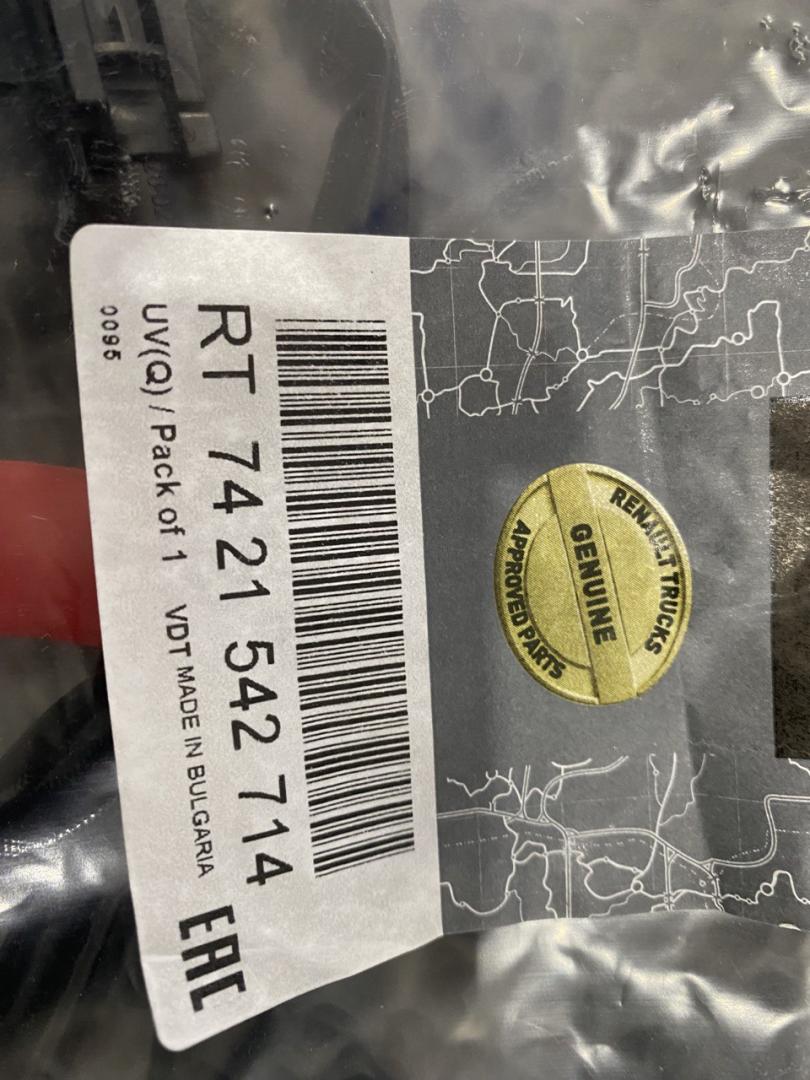 RENAULT TRUCKS
GENUINE
APPROVED PARTS
RT 74 21 542 714
UV(Q) / Pack of 1 VDT MADE IN BULGARIA
0095
EAC